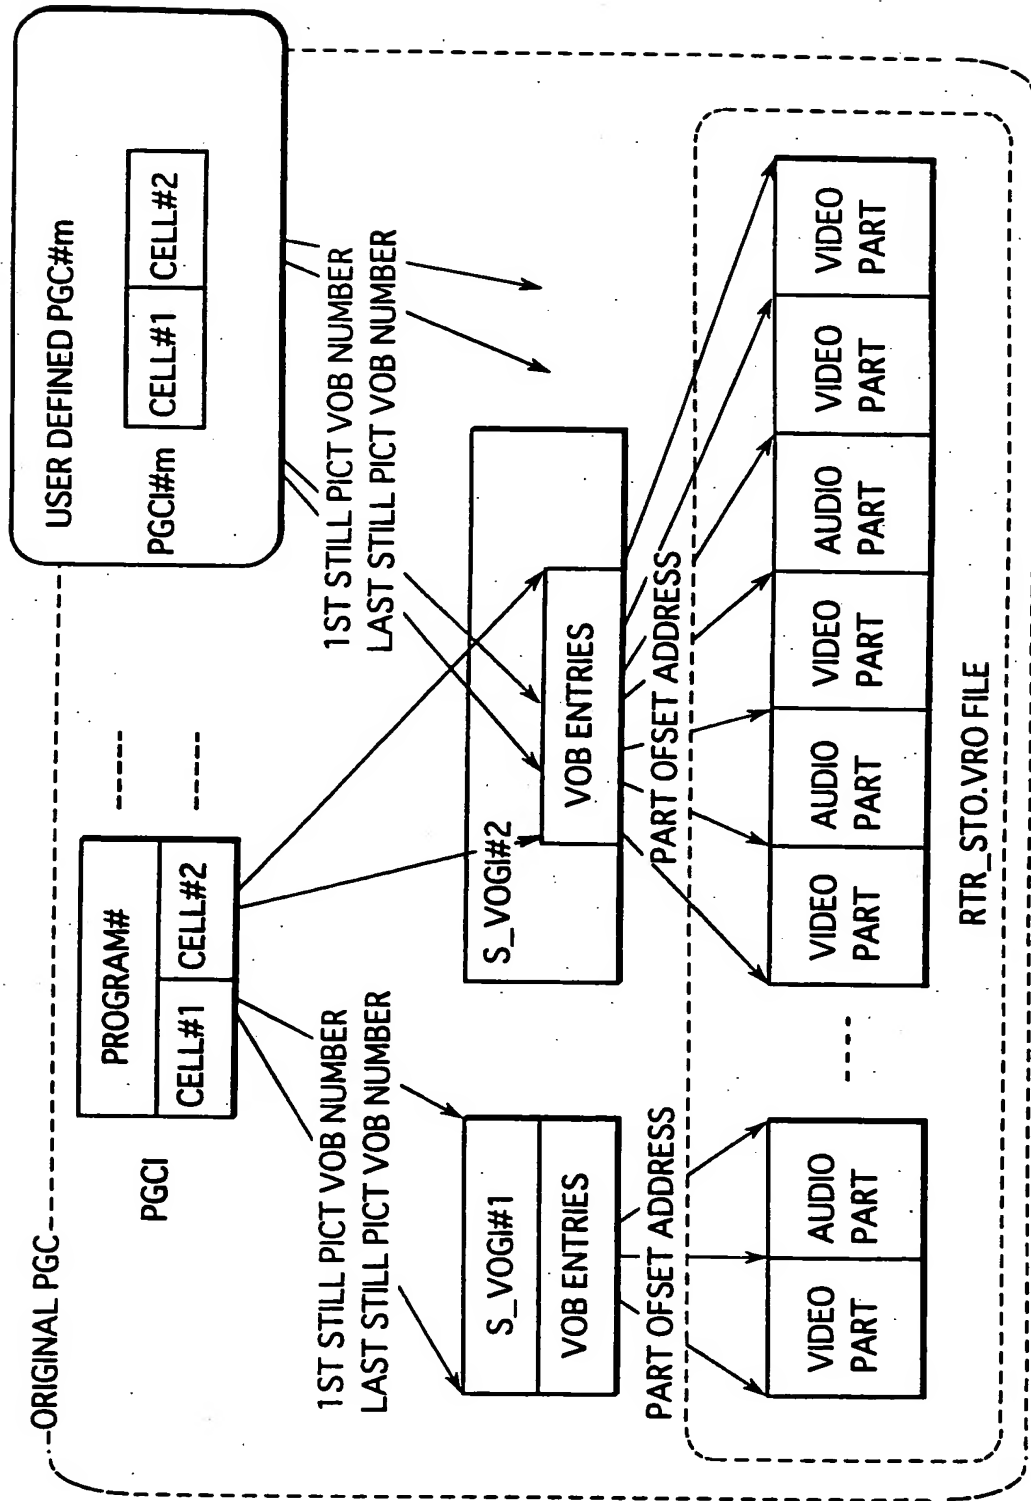 ORIGINAL PGC
USER DEFINED PGC#m
PGCI#m
CELL#1
CELL#2
PGCI
PROGRAM#
CELL#1
CELL#2
1ST STILL PICT VOB NUMBER
LAST STILL PICT VOB NUMBER
1ST STILL PICT VOB NUMBER
LAST STILL PICT VOB NUMBER
S_VOGI#1
VOB ENTRIES
S_VOGI#2
VOB ENTRIES
PART OFSET ADDRESS
PART OFSET ADDRESS
VIDEO
PART
AUDIO
PART
VIDEO
PART
AUDIO
PART
VIDEO
PART
AUDIO
PART
VIDEO
PART
VIDEO
PART
RTR_STO.VRO FILE